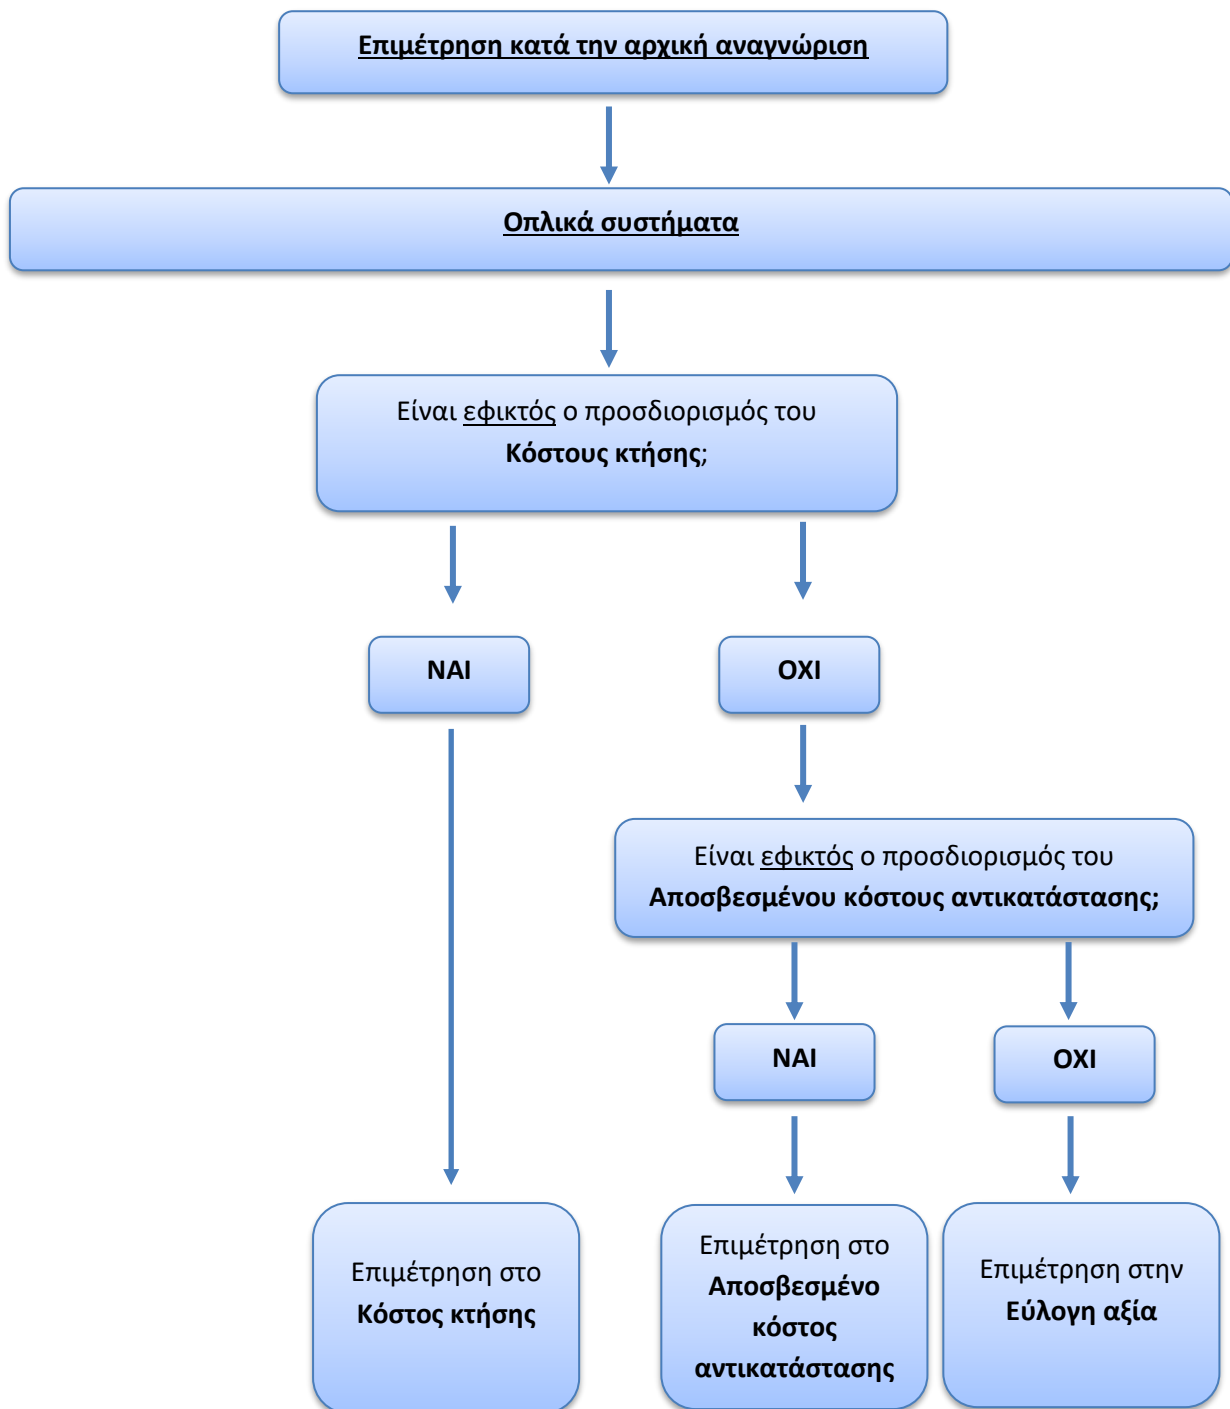 Επιμέτρηση κατά την αρχική αναγνώριση
Οπλικά συστήματα
Είναι εφικτός ο προσδιορισμός του
Κόστους κτήσης;
ΝΑΙ
ΟΧΙ
Είναι εφικτός ο προσδιορισμός του
Αποσβεσμένου κόστους αντικατάστασης;
ΝΑΙ
ΟΧΙ
Επιμέτρηση στο
Κόστος κτήσης
Επιμέτρηση στο
Αποσβεσμένο
κόστος
αντικατάστασης
Επιμέτρηση στην
Εύλογη αξία